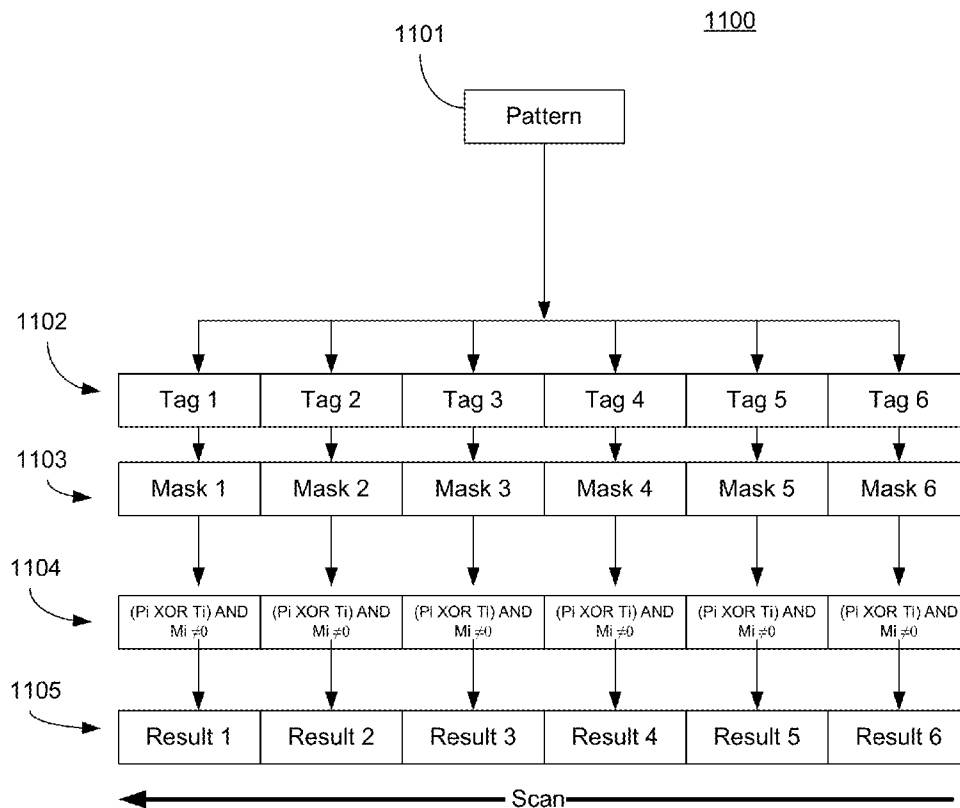 1100
1101
Pattern
1102
Tag 1 Tag 2 Tag 3 Tag 4 Tag 5 Tag 6
1103
Mask 1 Mask 2 Mask 3 Mask 4 Mask 5 Mask 6
1104
(Pi XOR Ti) AND (Pi XOR Ti) AND (Pi XOR Ti) AND (Pi XOR Ti) AND (Pi XOR Ti) AND (Pi XOR Ti) AND
Mi ≠0 Mi ≠0 Mi ≠0 Mi ≠0 Mi ≠0 Mi ≠0
1105
Result 1 Result 2 Result 3 Result 4 Result 5 Result 6
Scan